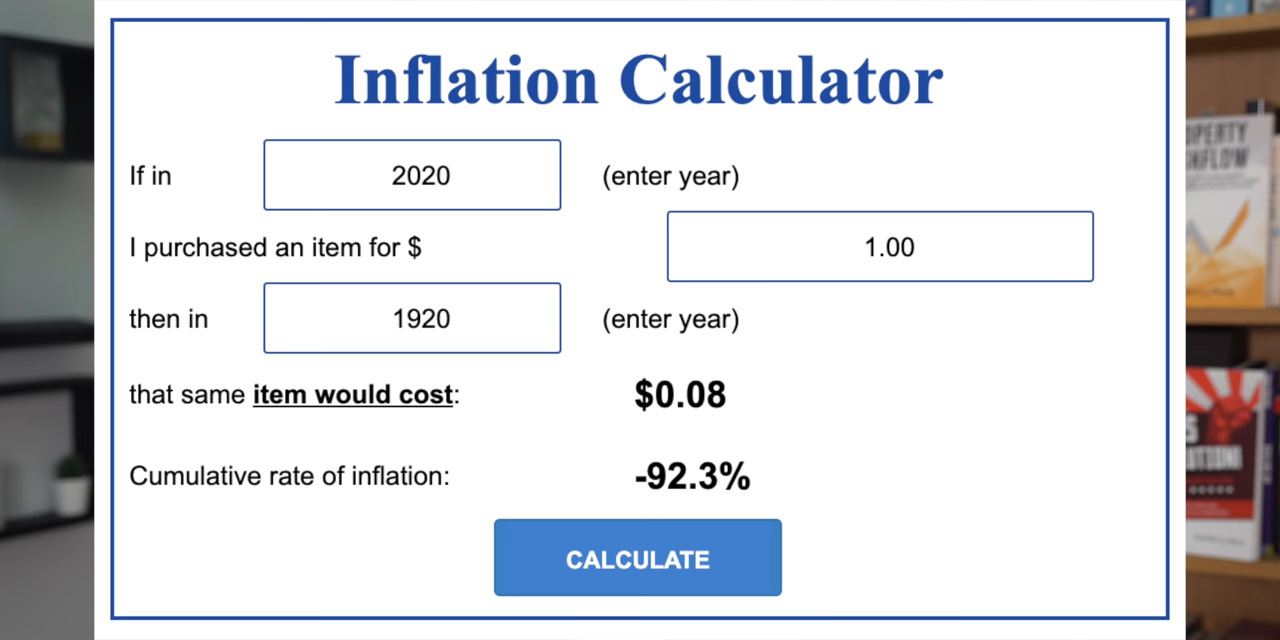 Inflation Calculator
If in 2020 (enter year)
I purchased an item for $ 1.00
then in 1920 (enter year)
that same item would cost: $0.08
Cumulative rate of inflation: -92.3%
CALCULATE